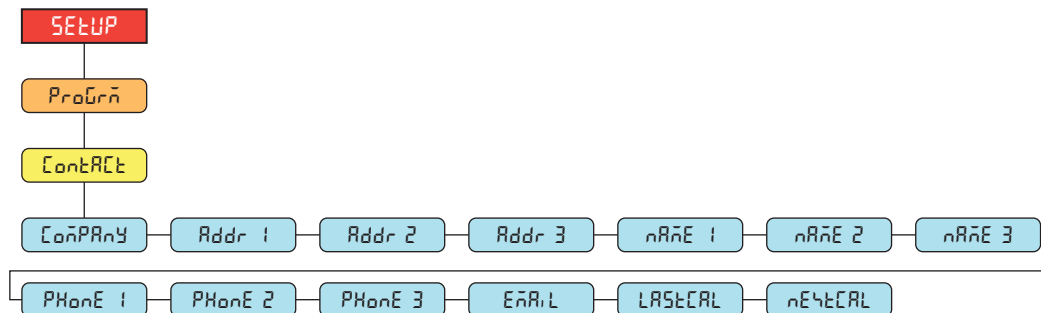 SEtUP
ProGrM
ContACt
CoMPAnY Addr 1 Addr 2 Addr 3 nAME 1 nAME 2 nAME 3
PHonE 1 PHonE 2 PHonE 3 EMAiL LAStCAL nExtCAL